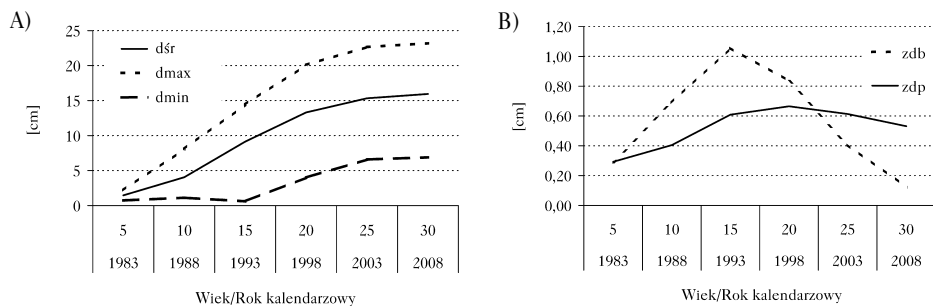 A)
25
20
15
10
5
0
[cm]
dśr
dmax
dmin
5 10 15 20 25 30
1983 1988 1993 1998 2003 2008
Wiek/Rok kalendarzowy
B)
1,20
1,00
0,80
0,60
0,40
0,20
0,00
[cm]
zdb
zdp
5 10 15 20 25 30
1983 1988 1993 1998 2003 2008
Wiek/Rok kalendarzowy